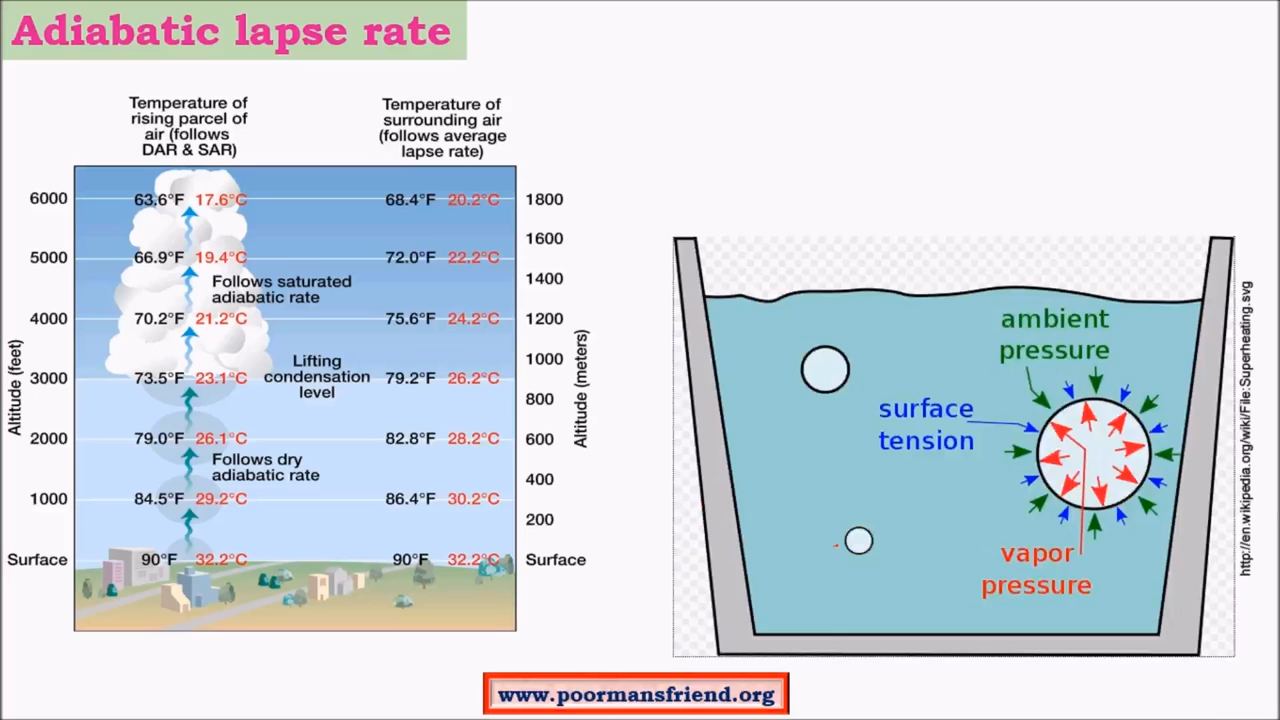 Adiabatic lapse rate
Temperature of
rising parcel of
air (follows
DAR & SAR)
Temperature of
surrounding air
(follows average
lapse rate)
Altitude (feet)
6000 63.6°F 17.6°C 68.4°F 20.2°C 1800
1600
5000 66.9°F 19.4°C 72.0°F 22.2°C
Follows saturated
adiabatic rate
1400
4000 70.2°F 21.2°C 75.6°F 24.2°C 1200
Lifting
condensation
level
1000
3000 73.5°F 23.1°C 79.2°F 26.2°C
800
2000 79.0°F 26.1°C 82.8°F 28.2°C 600
Follows dry
adiabatic rate
400
1000 84.5°F 29.2°C 86.4°F 30.2°C
200
Surface 90°F 32.2°C 90°F 32.2°C Surface
Altitude (meters)
ambient
pressure
surface
tension
vapor
pressure
http://en.wikipedia.org/wiki/File:Superheating.svg
www.poormansfriend.org